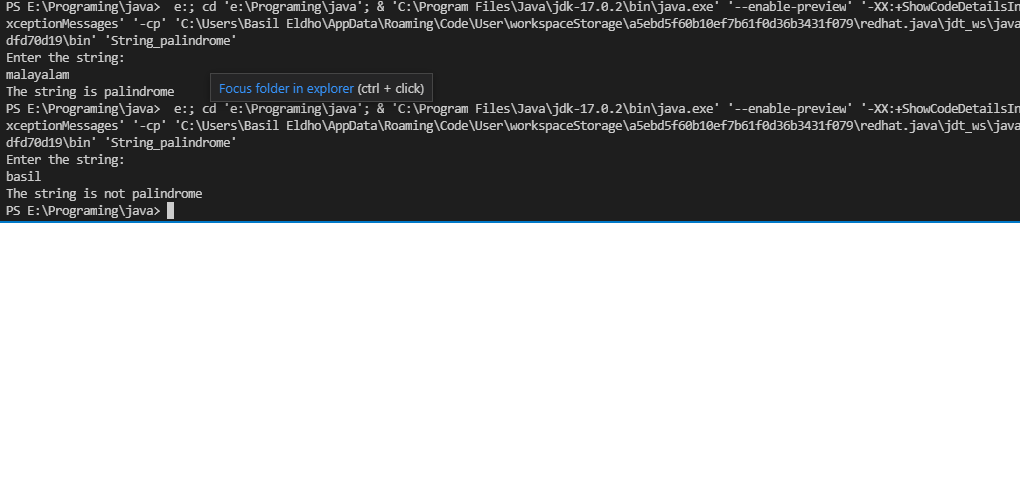 PS E:\Programing\java>  e:; cd 'e:\Programing\java'; & 'C:\Program Files\Java\jdk-17.0.2\bin\java.exe' '--enable-preview' '-XX:+ShowCodeDetailsIn
xceptionMessages' '-cp' 'C:\Users\Basil Eldho\AppData\Roaming\Code\User\workspaceStorage\a5ebd5f60b10ef7b61f0d36b3431f079\redhat.java\jdt_ws\java
dfd70d19\bin' 'String_palindrome'
Enter the string:
malayalam
The string is palindrome
Focus folder in explorer (ctrl + click)
PS E:\Programing\java>  e:; cd 'e:\Programing\java'; & 'C:\Program Files\Java\jdk-17.0.2\bin\java.exe' '--enable-preview' '-XX:+ShowCodeDetailsIn
xceptionMessages' '-cp' 'C:\Users\Basil Eldho\AppData\Roaming\Code\User\workspaceStorage\a5ebd5f60b10ef7b61f0d36b3431f079\redhat.java\jdt_ws\java
dfd70d19\bin' 'String_palindrome'
Enter the string:
basil
The string is not palindrome
PS E:\Programing\java>